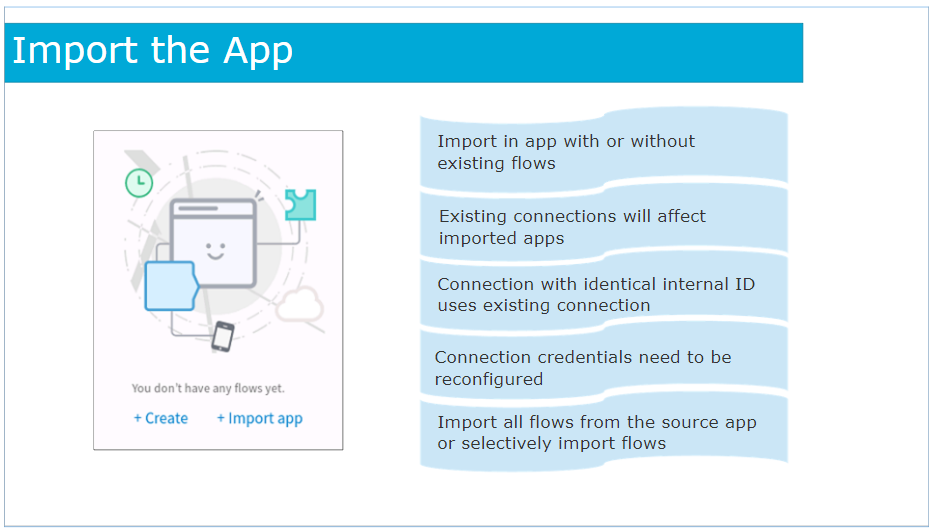 Import the App
You don't have any flows yet.
+ Create + Import app
Import in app with or without
existing flows
Existing connections will affect
imported apps
Connection with identical internal ID
uses existing connection
Connection credentials need to be
reconfigured
Import all flows from the source app
or selectively import flows